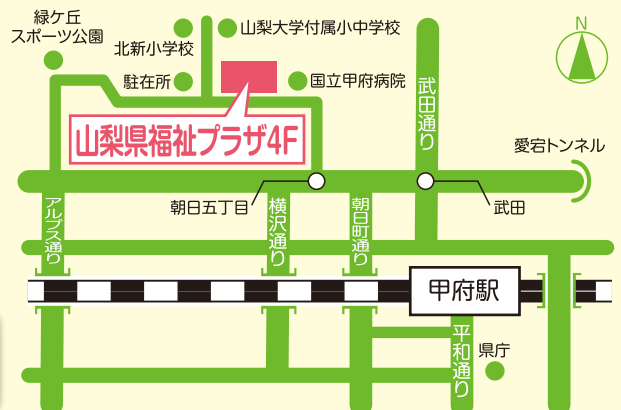 緑ケ丘
スポーツ公園
北新小学校
山梨大学付属小中学校
N
駐在所
国立甲府病院
武田通り
山梨県福祉プラザ4F
愛宕トンネル
朝日五丁目
武田
アルプス通り
横沢通り
朝日町通り
甲府駅
平和通り
県庁